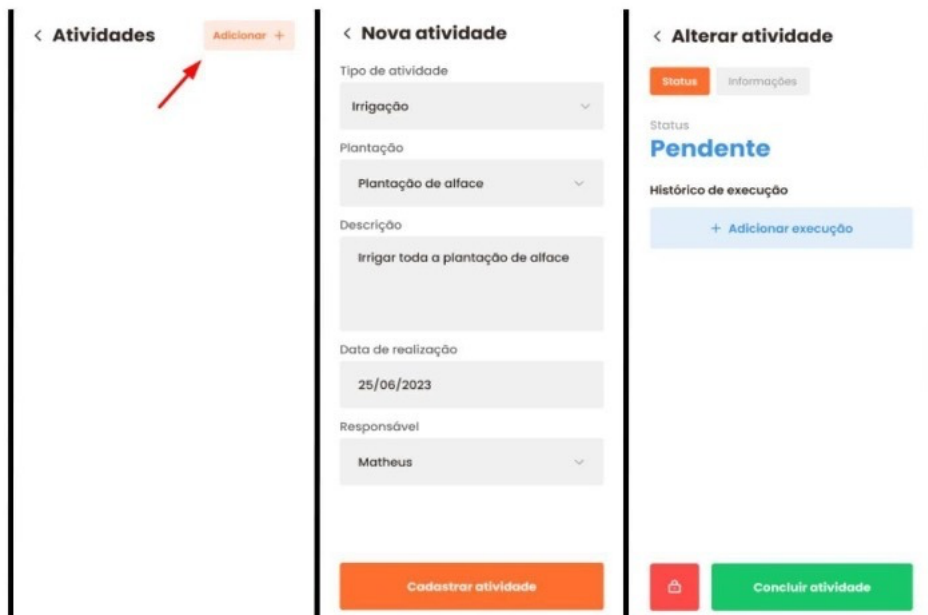 Atividades
Adicionar +
Nova atividade
Tipo de atividade
Irrigação
Plantação
Plantação de alface
Descrição
Irrigar toda a plantação de alface
Data de realização
25/06/2023
Responsável
Matheus
Cadastrar atividade
Alterar atividade
Status
Informações
Status
Pendente
Histórico de execução
+ Adicionar execução
Concluir atividade